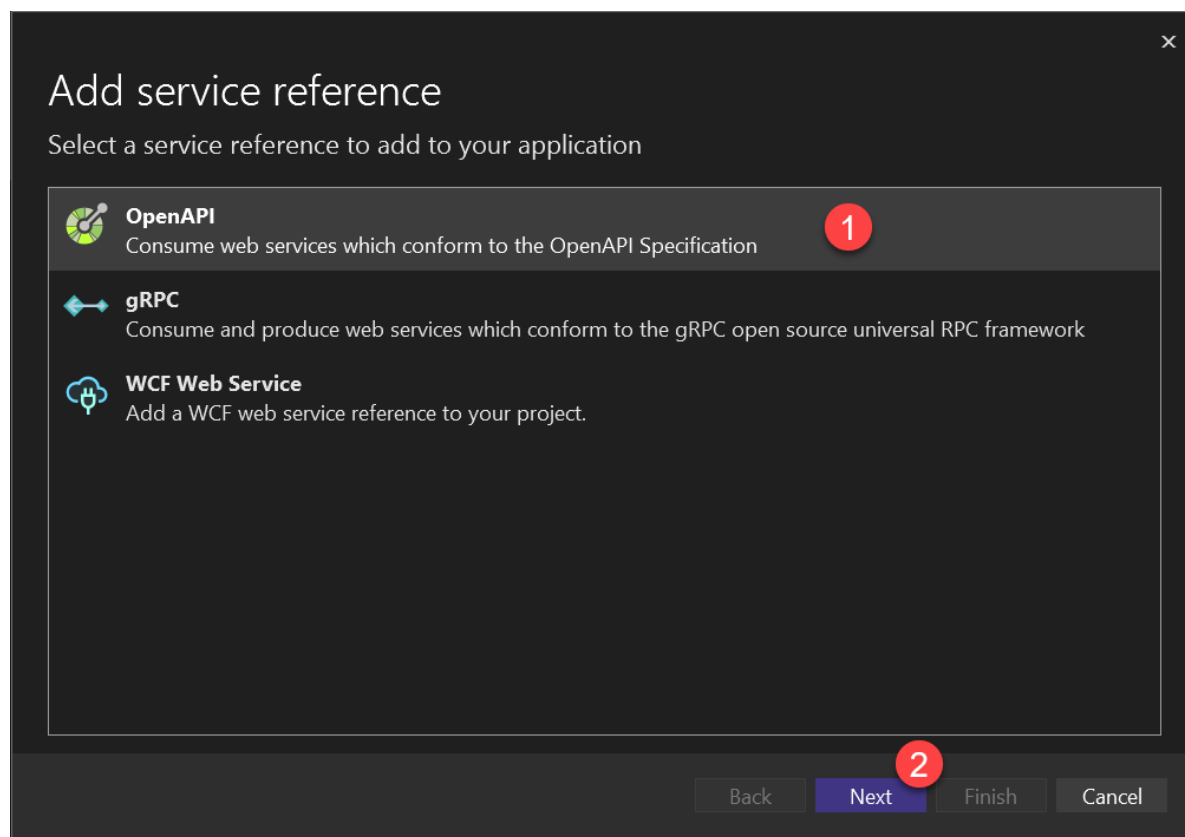 ×
Add service reference
Select a service reference to add to your application
OpenAPI
Consume web services which conform to the OpenAPI Specification
1
gRPC
Consume and produce web services which conform to the gRPC open source universal RPC framework
WCF Web Service
Add a WCF web service reference to your project.
2
Back Next Finish Cancel